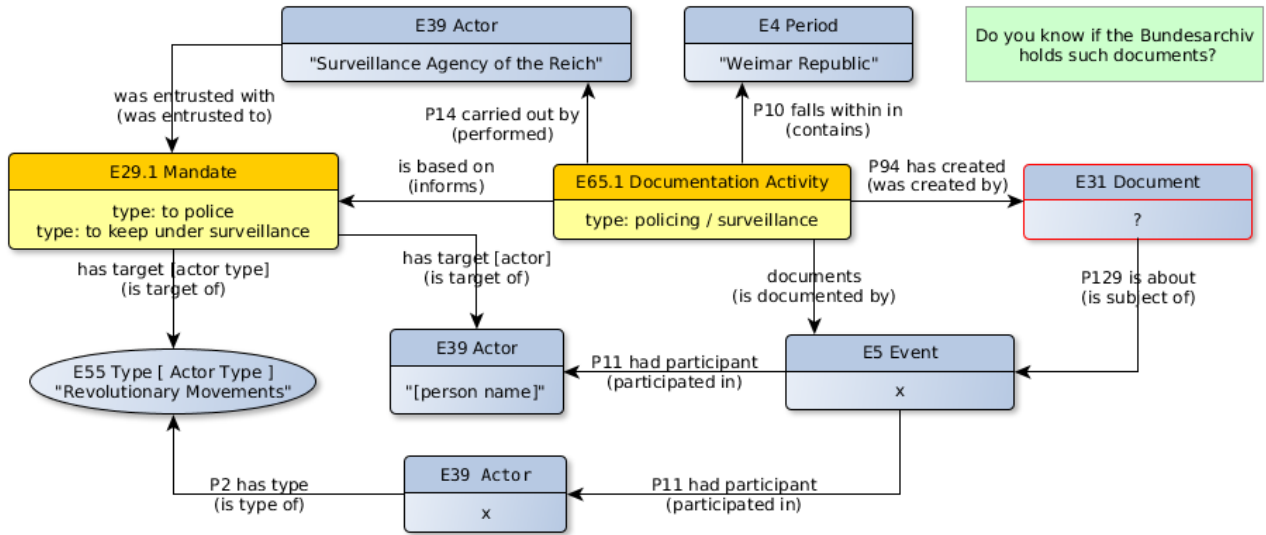 E39 Actor
"Surveillance Agency of the Reich"
E4 Period
"Weimar Republic"
Do you know if the Bundesarchiv
holds such documents?
was entrusted with
(was entrusted to)
P14 carried out by
(performed)
P10 falls within in
(contains)
E29.1 Mandate
type: to police
type: to keep under surveillance
is based on
(informs)
E65.1 Documentation Activity
type: policing / surveillance
P94 has created
(was created by)
E31 Document
?
has target [actor type]
(is target of)
has target [actor]
(is target of)
documents
(is documented by)
P129 is about
(is subject of)
E55 Type [ Actor Type ]
"Revolutionary Movements"
E39 Actor
"[person name]"
P11 had participant
(participated in)
E5 Event
x
P2 has type
(is type of)
E39 Actor
x
P11 had participant
(participated in)